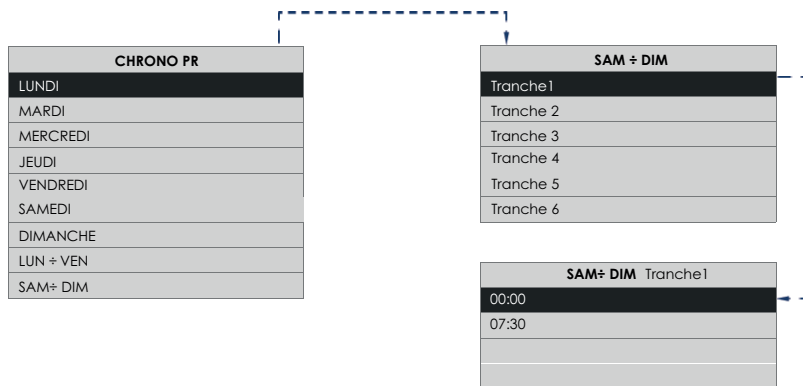 CHRONO PR
LUNDI
MARDI
MERCREDI
JEUDI
VENDREDI
SAMEDI
DIMANCHE
LUN ÷ VEN
SAM÷ DIM
SAM ÷ DIM
Tranche1
Tranche 2
Tranche 3
Tranche 4
Tranche 5
Tranche 6
SAM÷ DIM Tranche1
00:00
07:30